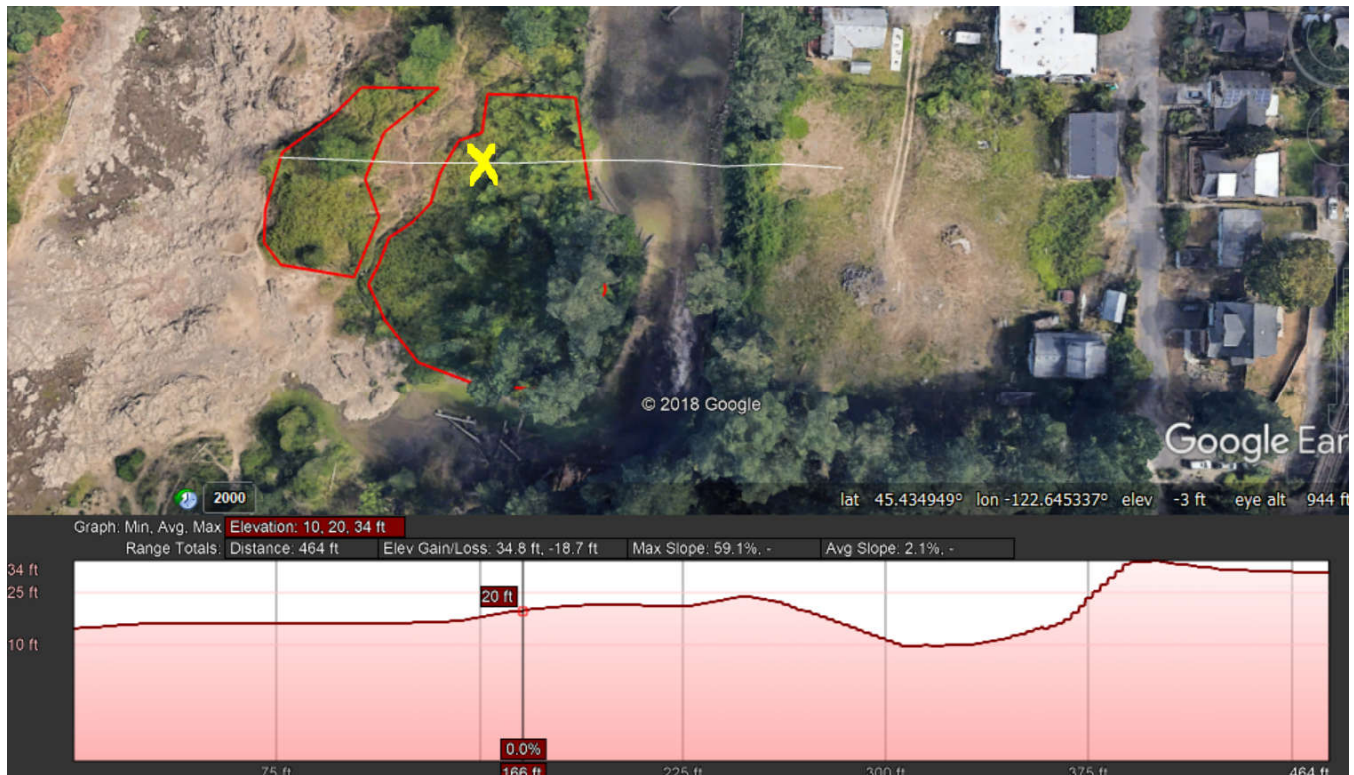 © 2018 Google
Google Ear
2000
lat 45.434949° lon -122.645337° elev -3 ft eye alt 944 ft
Graph: Min, Avg, Max Elevation: 10, 20, 34 ft
Range Totals: Distance: 464 ft Elev Gain/Loss: 34.8 ft, -18.7 ft Max Slope: 59.1%, - Avg Slope: 2.1%, -
34 ft
25 ft
20 ft
10 ft
0.0%
75 ft 166 ft 225 ft 300 ft 375 ft 464 ft